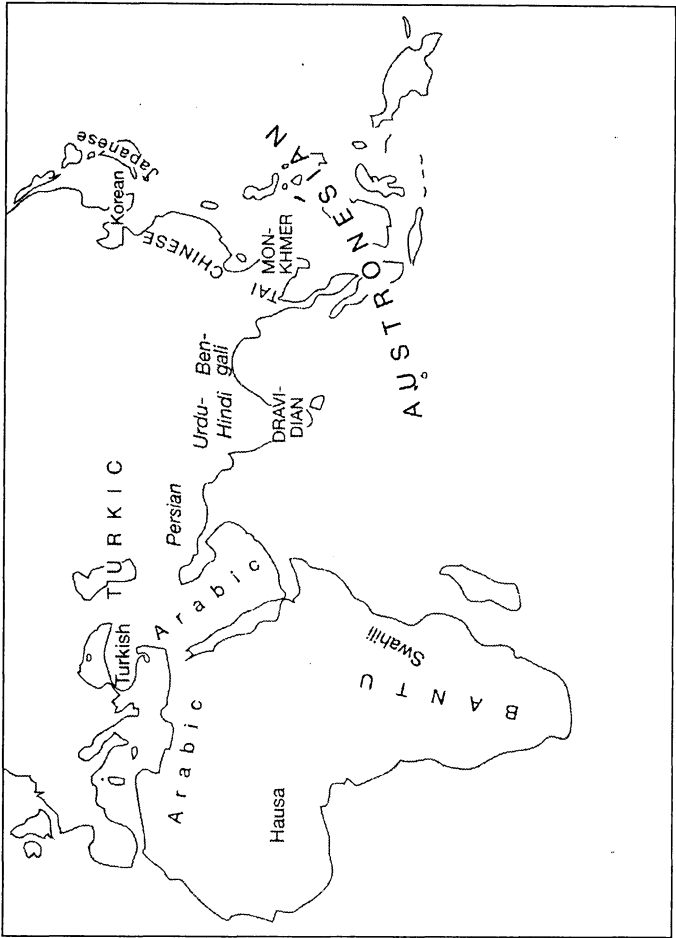 Japanese
Korean
CHINESE
TURKIC
Turkish
Persian
Urdu-
Hindi
Ben-
gali
TAI
MON-
KHMER
Arabic
Arabic
DRAVI-
DIAN
Hausa
AUSTRONESIAN
Swahili
BANTU